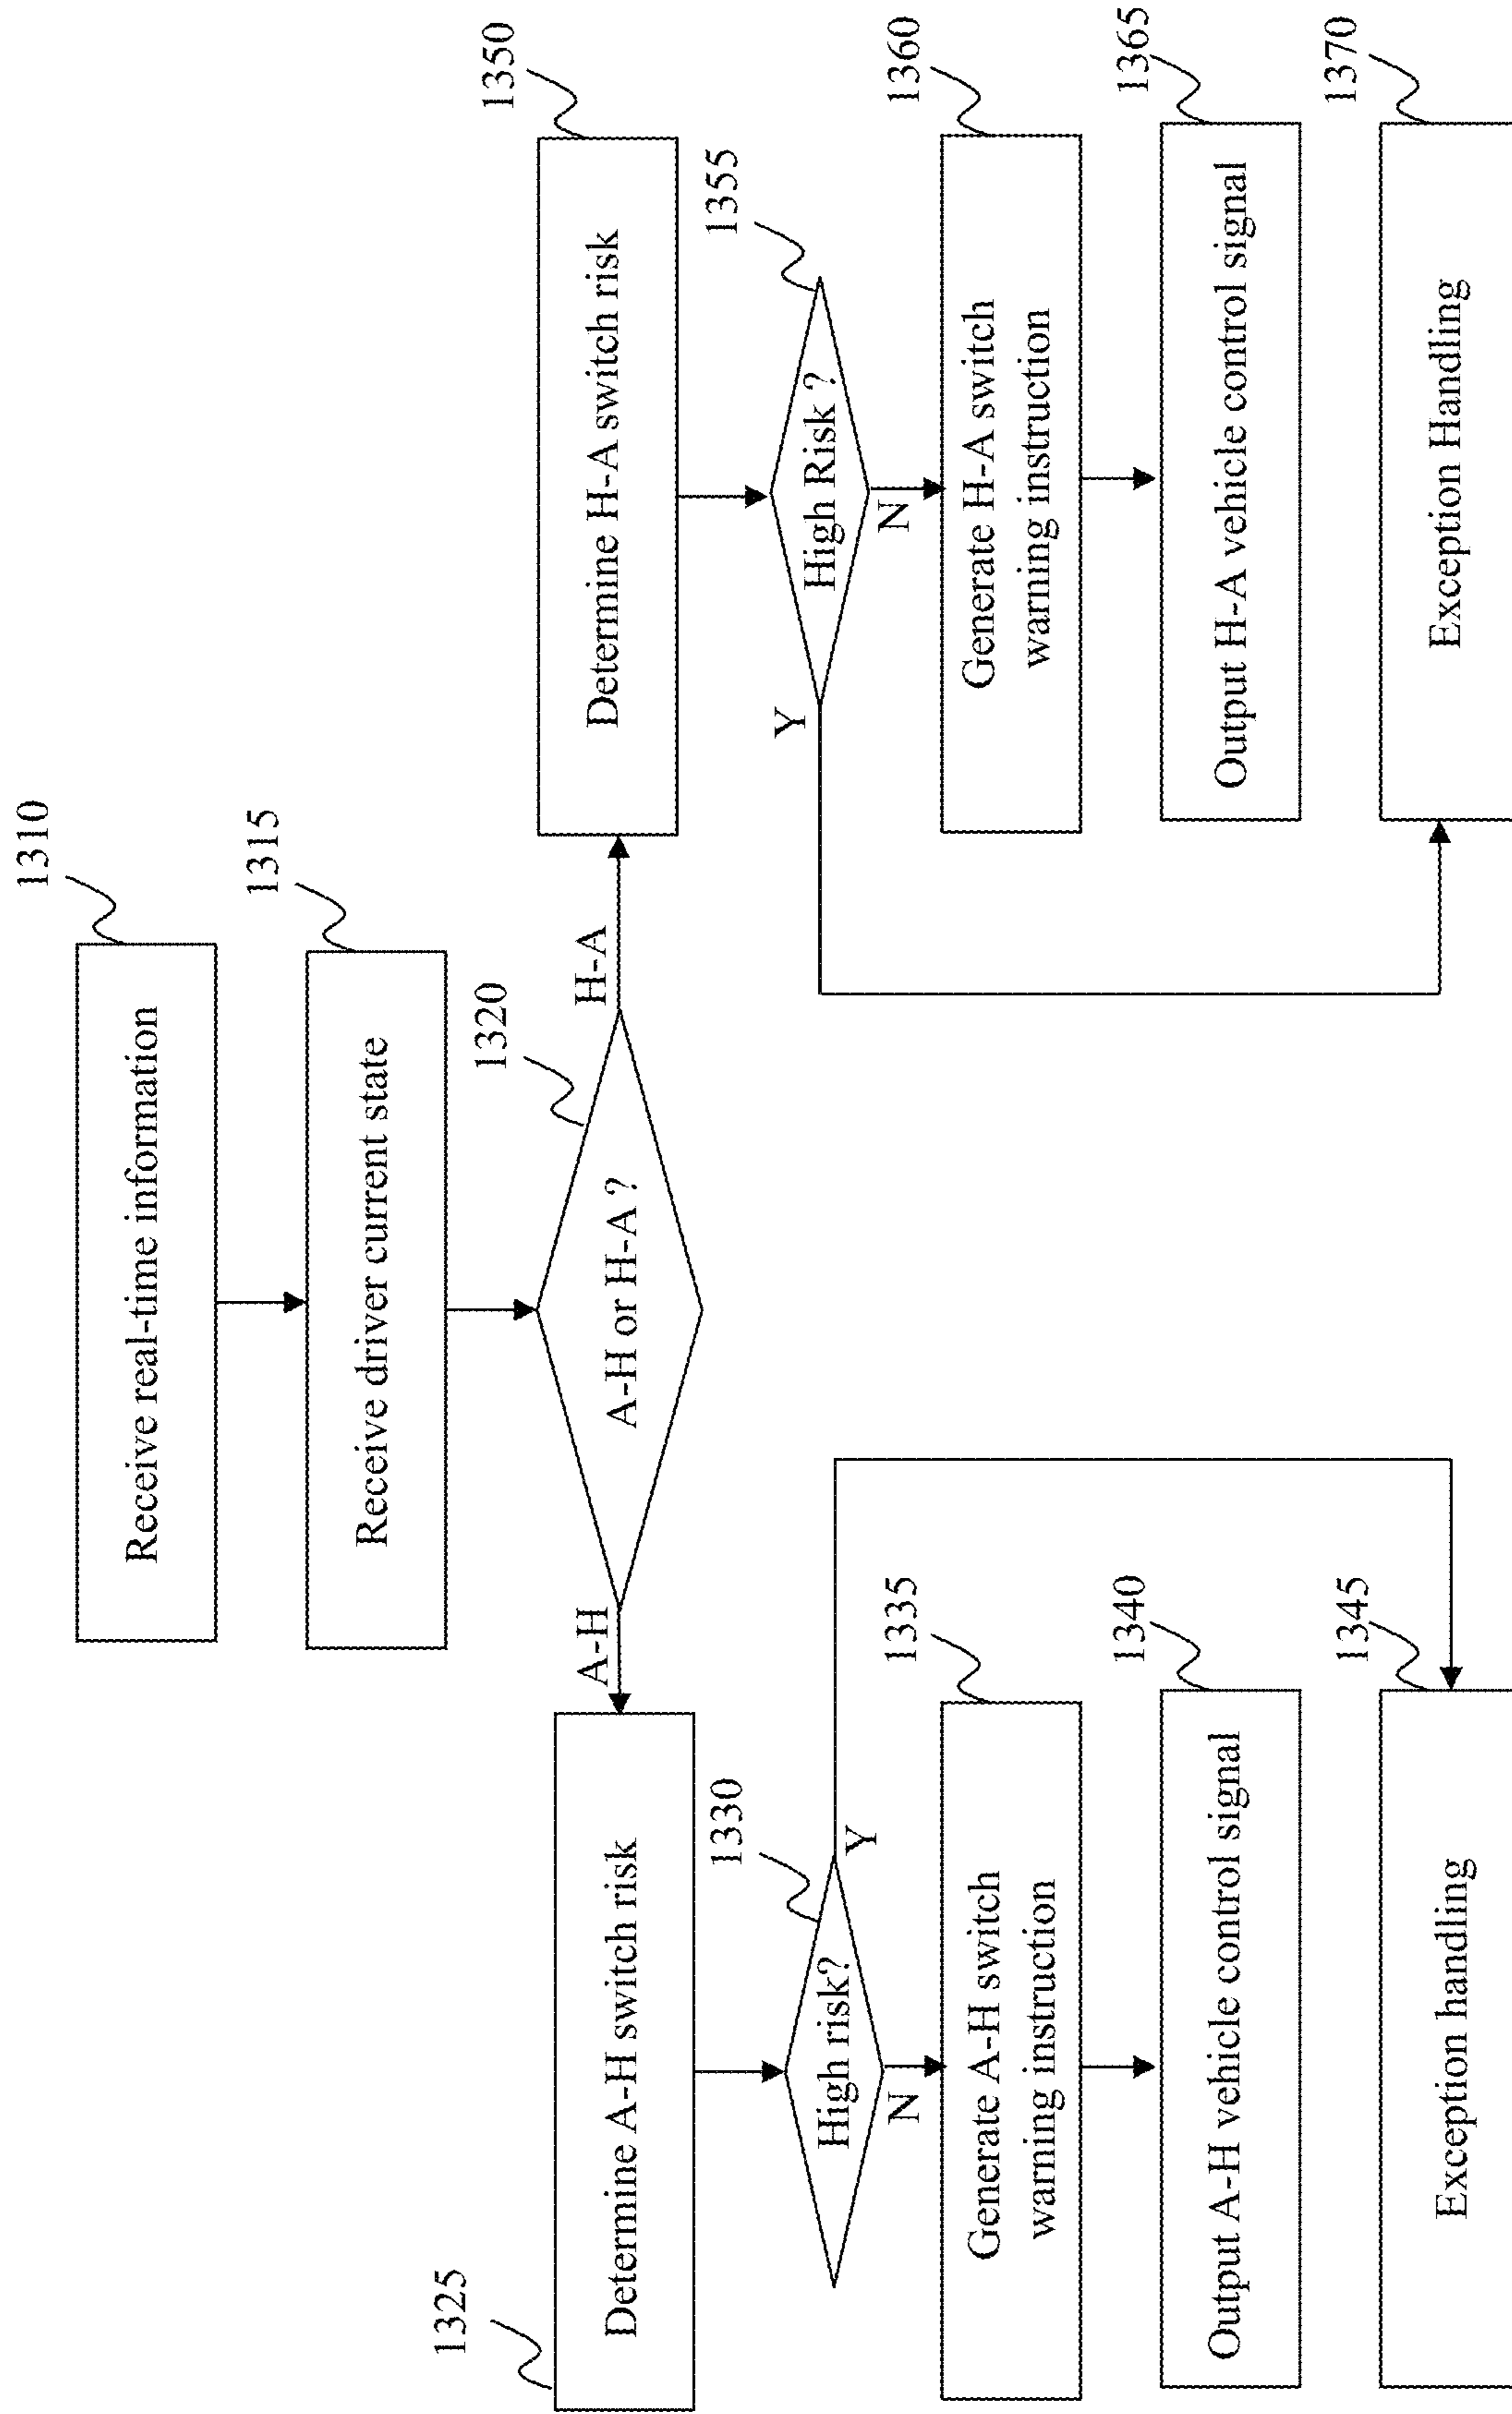 1310
Receive real-time information
1315
Receive driver current state
1320
A-H or H-A ?
A-H
H-A
1325
Determine A-H switch risk
1330
High risk?
Y
N
1335
Generate A-H switch
warning instruction
1340
Output A-H vehicle control signal
1345
Exception handling
1350
Determine H-A switch risk
1355
High Risk ?
Y
N
1360
Generate H-A switch
warning instruction
1365
Output H-A vehicle control signal
1370
Exception Handling